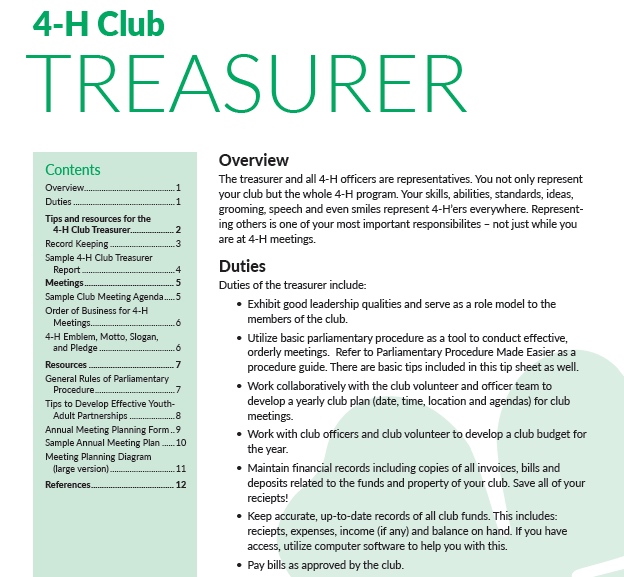 4-H Club
TREASURER
Contents
Overview....................................1
Duties ........................................1
Tips and resources for the
4-H Club Treasurer.................2
Record Keeping ..........................3
Sample 4-H Club Treasurer
Report ....................................4
Meetings....................................5
Sample Club Meeting Agenda....5
Order of Business for 4-H
Meetings.................................6
4-H Emblem, Motto, Slogan,
and Pledge ..............................6
Resources ..................................7
General Rules of Parliamentary
Procedure................................7
Tips to Develop Effective Youth-
Adult Partnerships ..................8
Annual Meeting Planning Form..9
Sample Annual Meeting Plan .....10
Meeting Planning Diagram
(large version).........................11
References.................................12
Overview
The treasurer and all 4-H officers are representatives. You not only represent
your club but the whole 4-H program. Your skills, abilities, standards, ideas,
grooming, speech and even smiles represent 4-H'ers everywhere. Represent-
ing others is one of your most important responsibilites – not just while you
are at 4-H meetings.
Duties
Duties of the treasurer include:
• Exhibit good leadership qualities and serve as a role model to the
members of the club.
• Utilize basic parliamentary procedure as a tool to conduct effective,
orderly meetings.  Refer to Parliamentary Procedure Made Easier as a
procedure guide. There are basic tips included in this tip sheet as well.
• Work collaboratively with the club volunteer and officer team to
develop a yearly club plan (date, time, location and agendas) for club
meetings.
• Work with club officers and club volunteer to develop a club budget for
the year.
• Maintain financial records including copies of all invoices, bills and
deposits related to the funds and property of your club. Save all of your
reciepts!
• Keep accurate, up-to-date records of all club funds. This includes:
reciepts, expenses, income (if any) and balance on hand. If you have
access, utilize computer software to help you with this.
• Pay bills as approved by the club.